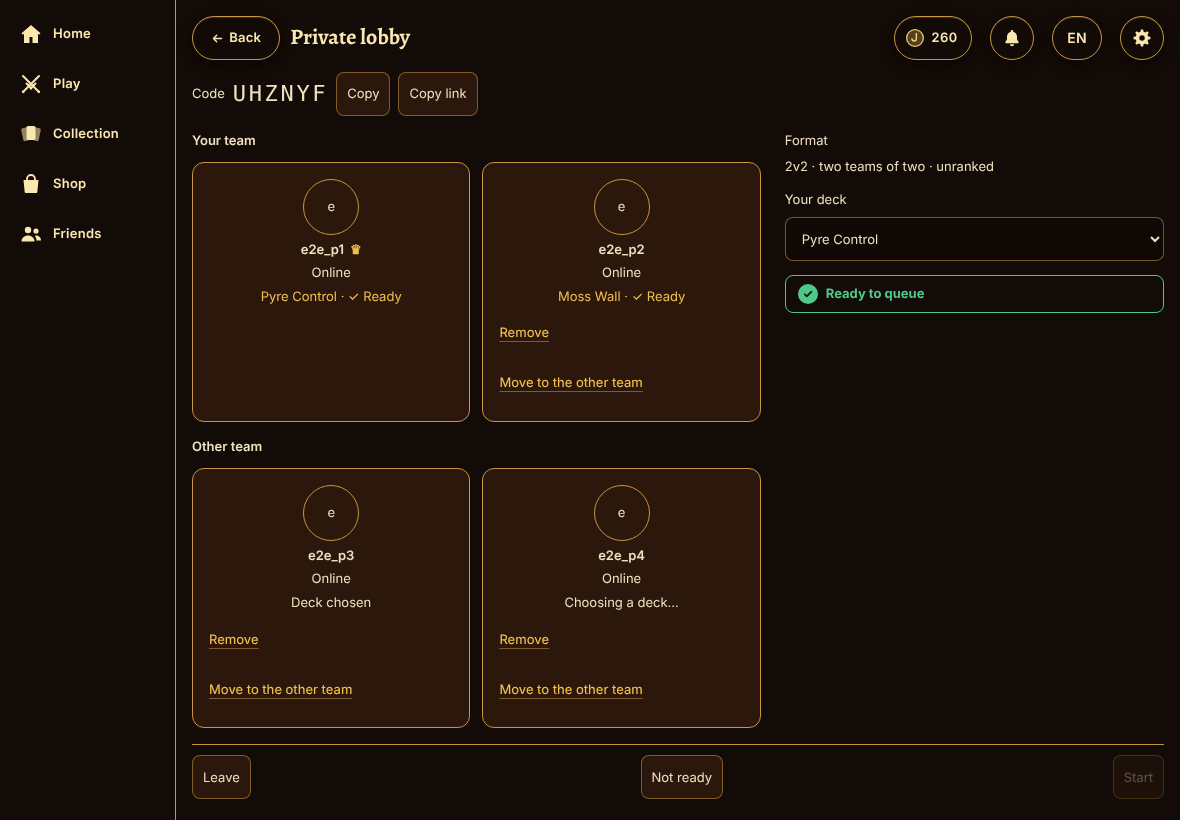 Home
Play
Collection
Shop
Friends
← Back
Private lobby
J 260
EN
Code UHZNYF Copy Copy link
Your team
e
e2e_p1 ♛
Online
Pyre Control · ✓ Ready
e
e2e_p2
Online
Moss Wall · ✓ Ready
Remove
Move to the other team
Other team
e
e2e_p3
Online
Deck chosen
Remove
Move to the other team
e
e2e_p4
Online
Choosing a deck...
Remove
Move to the other team
Format
2v2 · two teams of two · unranked
Your deck
Pyre Control
Ready to queue
Leave
Not ready
Start